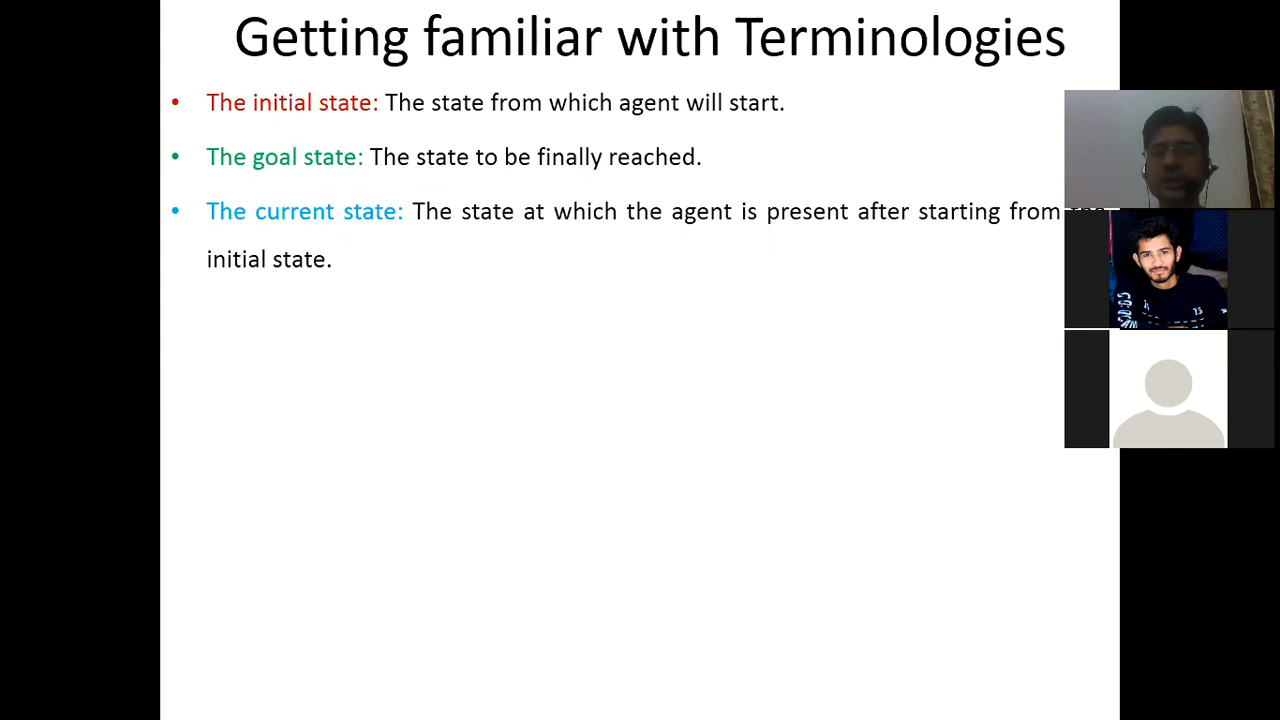 Getting familiar with Terminologies
• The initial state: The state from which agent will start.
• The goal state: The state to be finally reached.
• The current state: The state at which the agent is present after starting from
initial state.